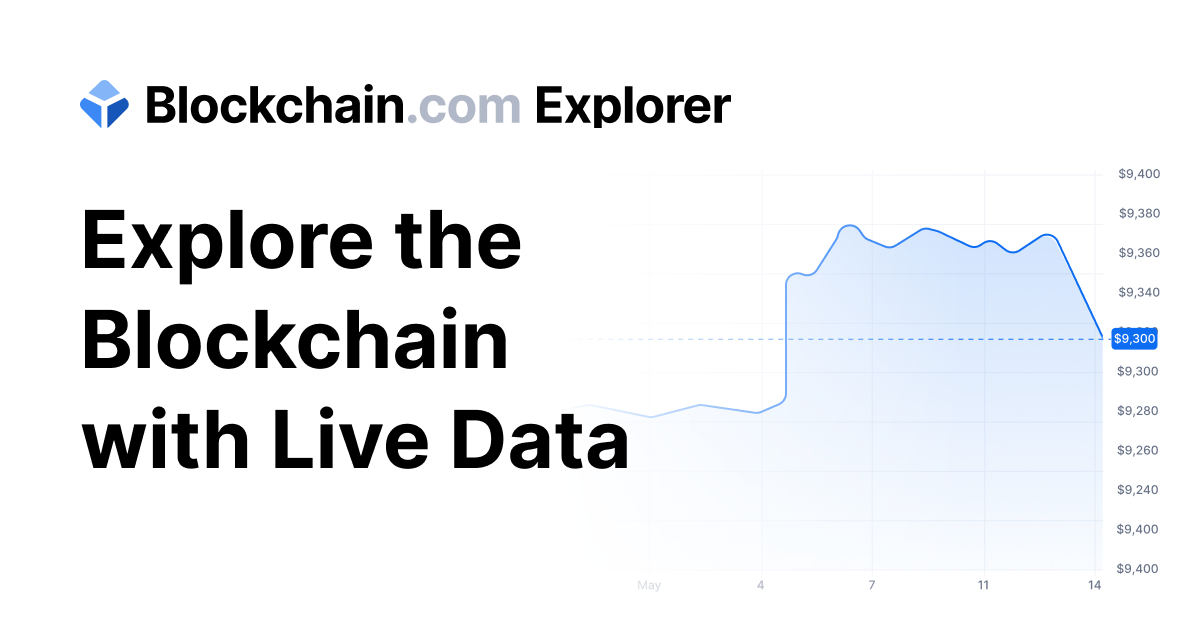 Blockchain.com Explorer
Explore the
Blockchain
with Live Data
$9,400
$9,380
$9,360
$9,340
$9,300
$9,300
$9,280
$9,260
$9,240
$9,400
$9,400
May 4 7 11 14